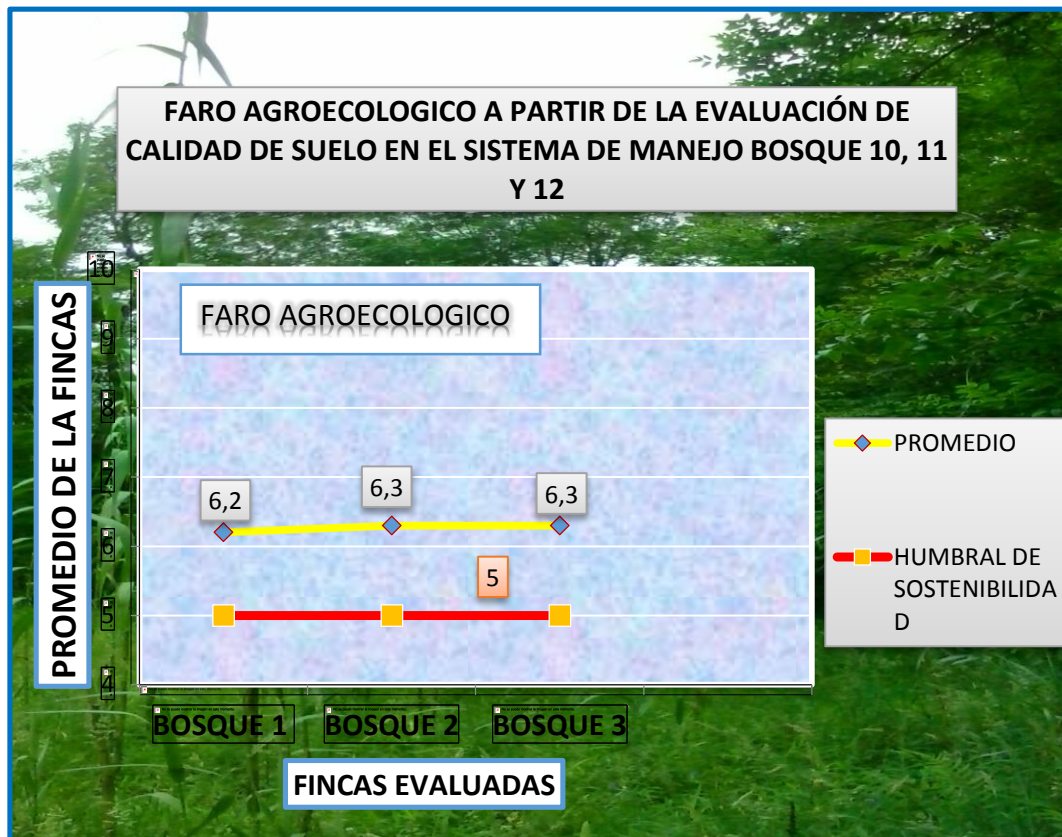 FARO AGROECOLOGICO A PARTIR DE LA EVALUACIÓN DE
CALIDAD DE SUELO EN EL SISTEMA DE MANEJO BOSQUE 10, 11
Y 12
FARO AGROECOLOGICO
PROMEDIO DE LA FINCAS
10
9
8
7
6
5
4
6,2
6,3
6,3
5
PROMEDIO
HUMBRAL DE
SOSTENIBILIDA
D
BOSQUE 1
BOSQUE 2
BOSQUE 3
FINCAS EVALUADAS